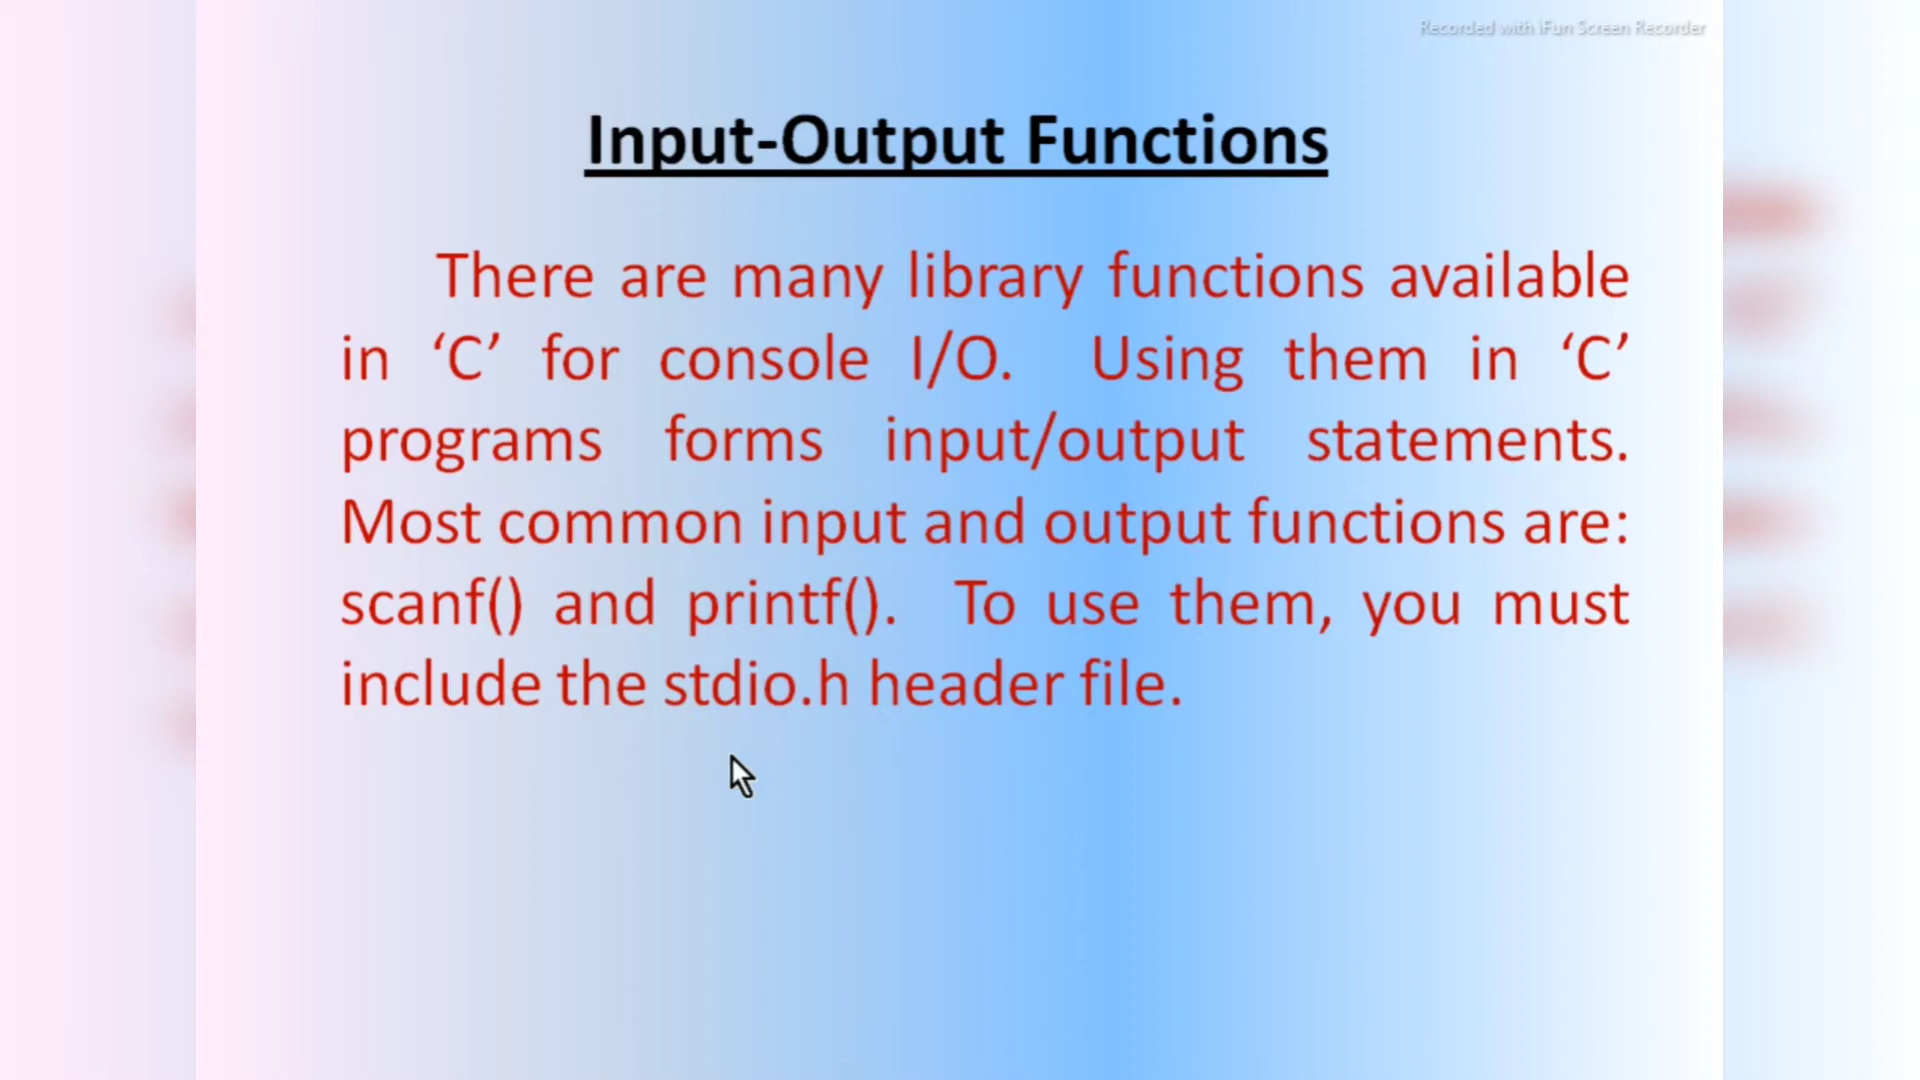 Recorded with iFun Screen Recorder
Input-Output Functions
There are many library functions available
in ‘C’ for console I/O. Using them in ‘C’
programs forms input/output statements.
Most common input and output functions are:
scanf() and printf(). To use them, you must
include the stdio.h header file.